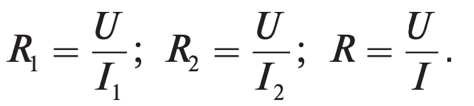 R₁ = U/I₁; R₂ = U/I₂; R = U/I.